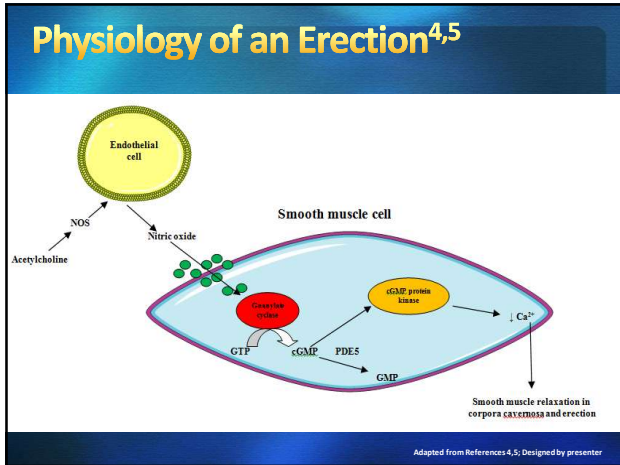 Physiology of an Erection4,5
Endothelial
cell
NOS
Nitric oxide
Acetylcholine
Smooth muscle cell
Guanylate
cyclase
cGMP protein
kinase
↓ Ca²⁺
GTP
cGMP
PDE5
GMP
Smooth muscle relaxation in
corpora cavernosa and erection
Adapted from References 4,5; Designed by presenter